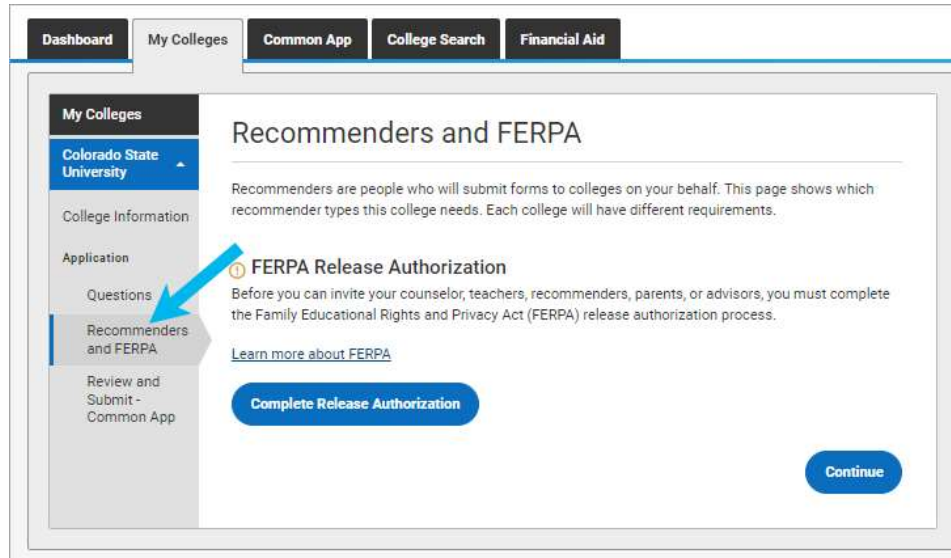 Dashboard
My Colleges
Common App
College Search
Financial Aid
My Colleges
Colorado State
University
College Information
Application
Questions
Recommenders
and FERPA
Review and
Submit -
Common App
Recommenders and FERPA
Recommenders are people who will submit forms to colleges on your behalf. This page shows which
recommender types this college needs. Each college will have different requirements.
FERPA Release Authorization
Before you can invite your counselor, teachers, recommenders, parents, or advisors, you must complete
the Family Educational Rights and Privacy Act (FERPA) release authorization process.
Learn more about FERPA
Complete Release Authorization
Continue